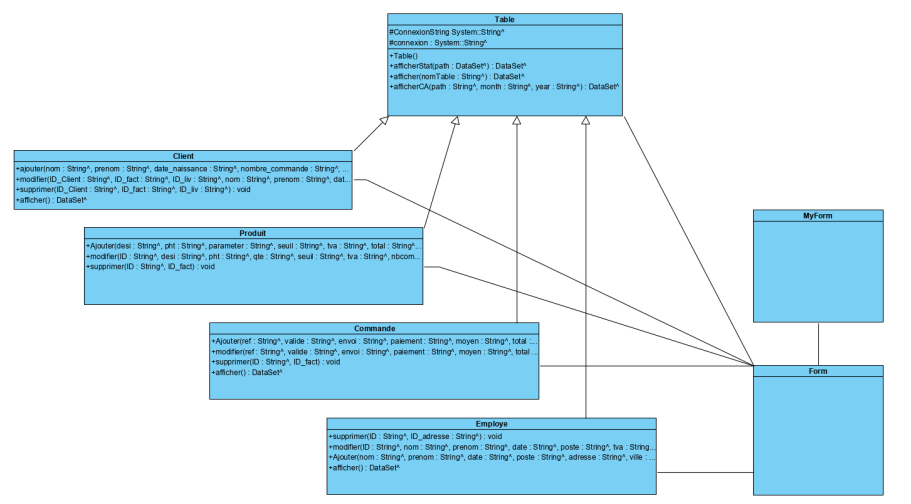 Table
#ConnexionString System::String^
#connexion : System::String^
+Table()
+afficherStat(path : DataSet^) : DataSet^
+afficher(nomTable : String^) : DataSet^
+afficherCA(path : String^, month : String^, year : String^) : DataSet^
Client
+ajouter(nom : String^, prenom : String^, date_naissance : String^, nombre_commande : String^, ...
+modifier(ID_Client : String^, ID_fact : String^, ID_liv : String^, nom : String^, prenom : String^, dat...
+supprimer(ID_Client : String^, ID_fact : String^, ID_liv : String^) : void
+afficher() : DataSet^
Produit
+Ajouter(desi : String^, pht : String^, parameter : String^, seuil : String^, tva : String^, total : String^...
+modifier(ID : String^, desi : String^, pht : String^, qte : String^, seuil : String^, tva : String^, nbcom...
+supprimer(ID : String^, ID_fact) : void
MyForm
Commande
+Ajouter(ref : String^, valide : String^, envoi : String^, paiement : String^, moyen : String^, total :...
+modifier(ref : String^, valide : String^, envoi : String^, paiement : String^, moyen : String^, total ...
+supprimer(ID : String^, ID_fact) : void
+afficher() : DataSet^
Form
Employe
+supprimer(ID : String^, ID_adresse : String^) : void
+modifier(ID : String^, nom : String^, prenom : String^, date : String^, poste : String^, tva : String...
+Ajouter(nom : String^, prenom : String^, date : String^, poste : String^, adresse : String^, ville : ...
+afficher() : DataSet^